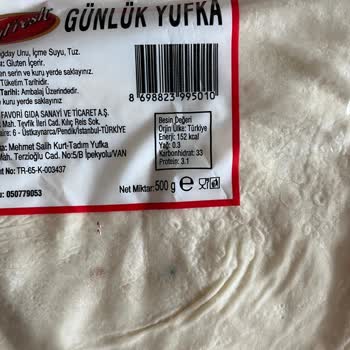 Fresh
GÜNLÜK YUFKA
ğday Unu, İçme Suyu, Tuz.
a: Gluten İçerir.
en serin ve kuru yerde saklayınız.
Tüketim Tarihidir.
Tarihi: Ambalaj Üzerindedir.
e kuru yerde saklayınız.
FAVORİ GIDA SANAYİ VE TİCARET A.Ş.
Mah. Tevfik İleri Cad. Kılıç Reis Sok.
aire: 6 - Üstkaynarca/Pendik/İstanbul-TÜRKİYE
a: Mehmet Salih Kurt-Tadım Yufka
Mah. Terzioğlu Cad. No:5/B İpekyolu/VAN
t No: TR-65-K-003437
u: 050779053
8 698823 995010
Besin Değeri
Orjin Ülke: Türkiye
Enerji: 152 kcal
Yağ: 0.3
Karbonhidrat: 33
Protein: 3.1
Net Miktar: 500 g e